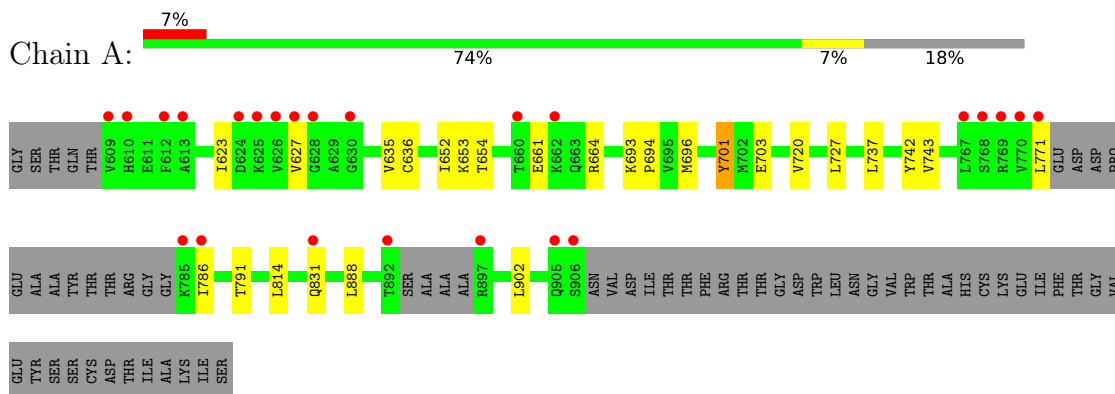 7%
Chain A:
74% 7% 18%
GLY SER THR GLN THR V609 H610 E611 F612 A613 I623 D624 K625 V626 V627 G628 A629 G630 V635 C636 I652 K653 T654 T660 E661 K662 Q663 R664 K693 P694 V695 M696 Y701 M702 E703 V720 L727 L737 Y742 V743 L767 S768 R769 V770 L771 GLU ASP ASP PRO
GLU ALA ALA TYR THR THR ARG GLY GLY K785 I786 T791 L814 Q831 L888 T892 SER ALA ALA ALA R897 L902 Q905 S906 ASN VAL ASP ILE THR THR PHE ARG THR THR GLY ASP TRP LEU ASN GLY VAL TRP THR ALA HIS CYS LYS GLU ILE PHE THR GLY VAL
GLU TYR SER SER CYS ASP THR ILE ALA LYS ILE SER